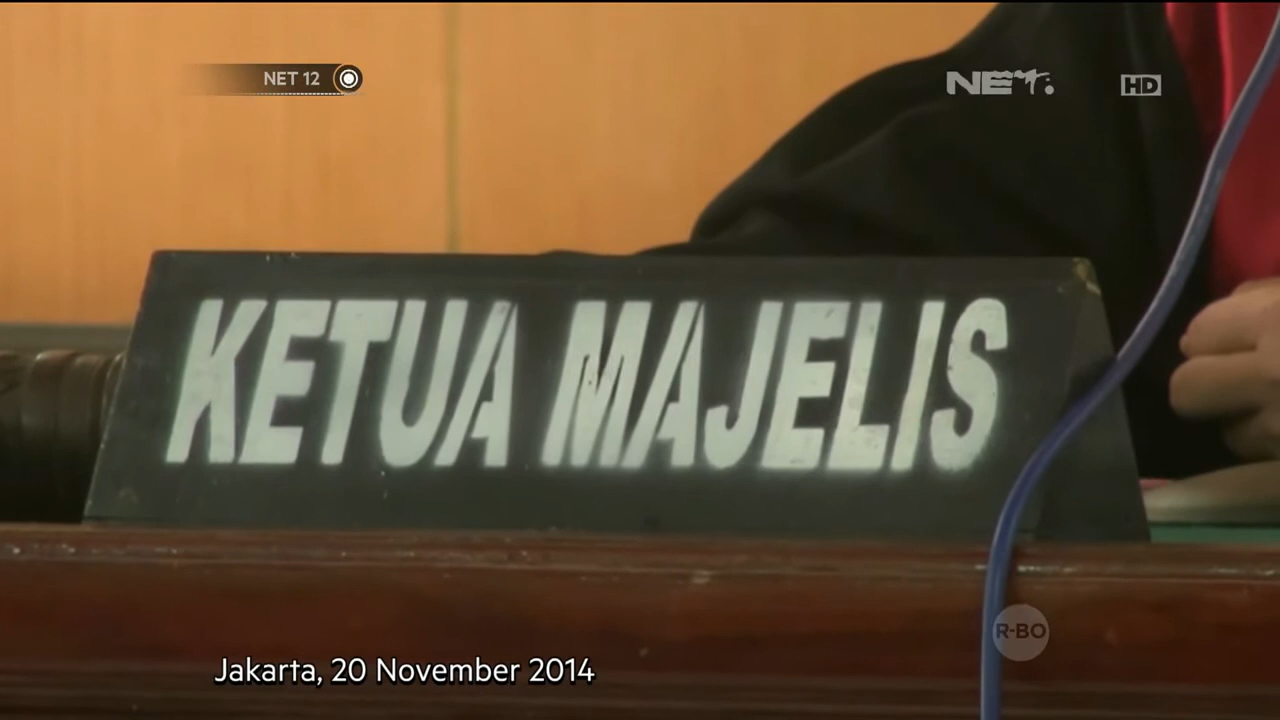 NET 12
NET.
HD
KETUA MAJELIS
R-BO
Jakarta, 20 November 2014